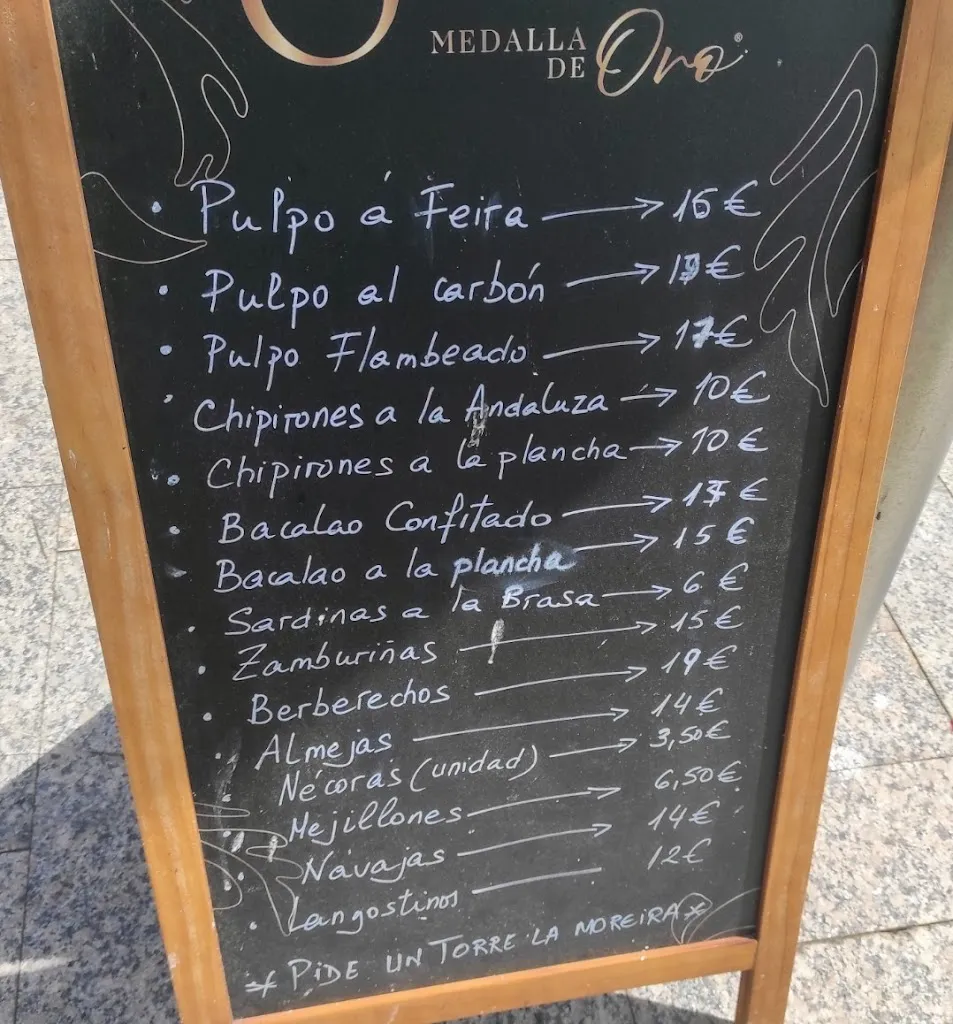 MEDALLA
DE Oro®
• Pulpo á Feira → 16€
• Pulpo al carbón →
• Pulpo Flambeado → 17€
• Chipirones a la Andaluza → 10€
• Chipirones a la plancha → 10€
• Bacalao Confitado → 17€
• Bacalao a la plancha → 15€
• Sardinas a la Brasa → 6€
• Zamburiñas → 15€
• Berberechos → 19€
• Almejas → 14€
• Nécoras (unidad) → 3,50€
• Mejillones → 6,50€
• Navajas → 14€
• Langostinos — 12€
* PIDE UN TORRE LA MOREIRA *